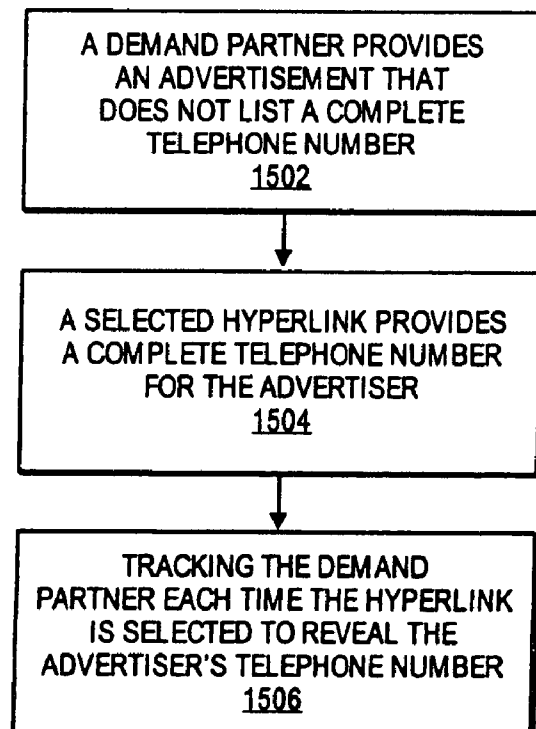 A DEMAND PARTNER PROVIDES
AN ADVERTISEMENT THAT
DOES NOT LIST A COMPLETE
TELEPHONE NUMBER
1502
A SELECTED HYPERLINK PROVIDES
A COMPLETE TELEPHONE NUMBER
FOR THE ADVERTISER
1504
TRACKING THE DEMAND
PARTNER EACH TIME THE HYPERLINK
IS SELECTED TO REVEAL THE
ADVERTISER'S TELEPHONE NUMBER
1506